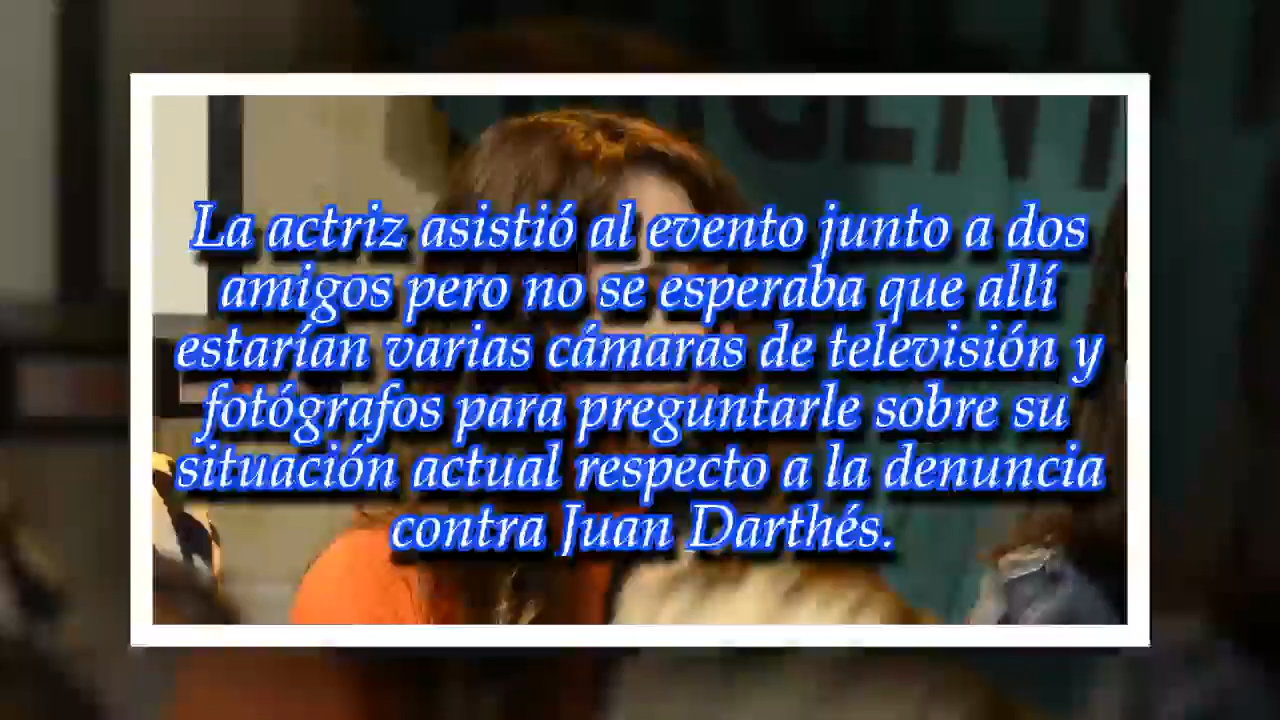 La actriz asistió al evento junto a dos
amigos pero no se esperaba que allí
estarían varias cámaras de televisión y
fotógrafos para preguntarle sobre su
situación actual respecto a la denuncia
contra Juan Darthés.